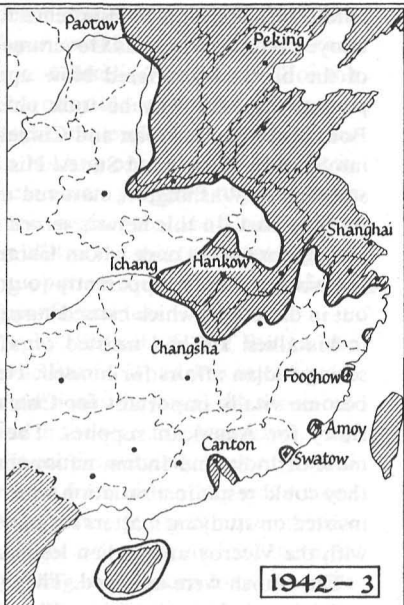 Paotow
Peking
Shanghai
Ichang
Hankow
Changsha
Foochow
Amoy
Canton
Swatow
1942–3